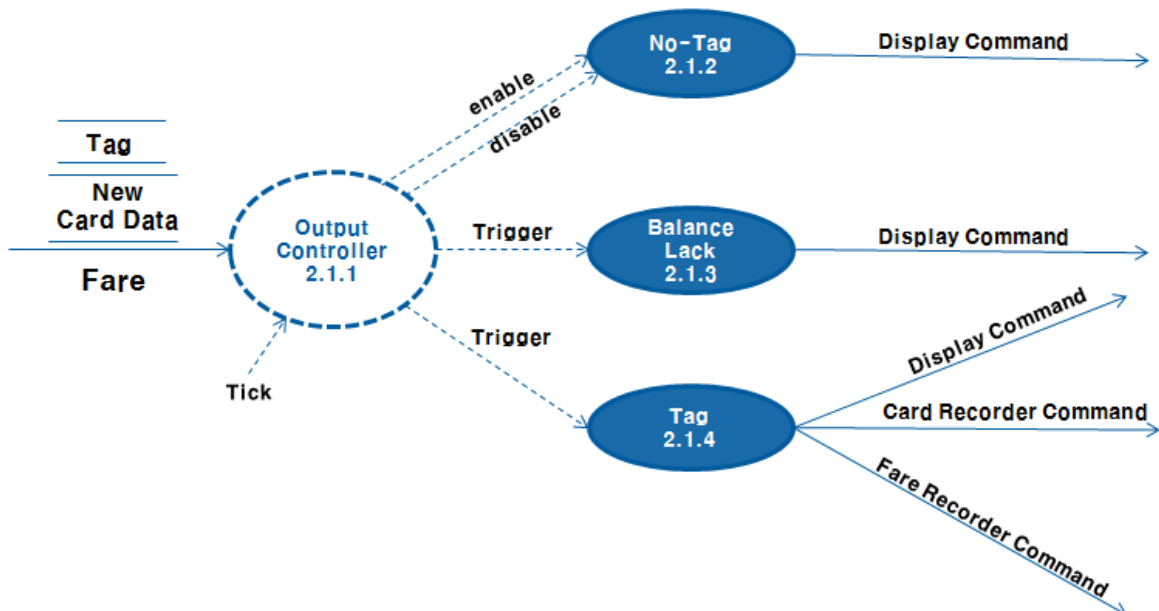 No-Tag
2.1.2
Display Command
enable
disable
Tag
New
Card Data
Fare
Output
Controller
2.1.1
Trigger
Balance
Lack
2.1.3
Display Command
Trigger
Tick
Tag
2.1.4
Display Command
Card Recorder Command
Fare Recorder Command